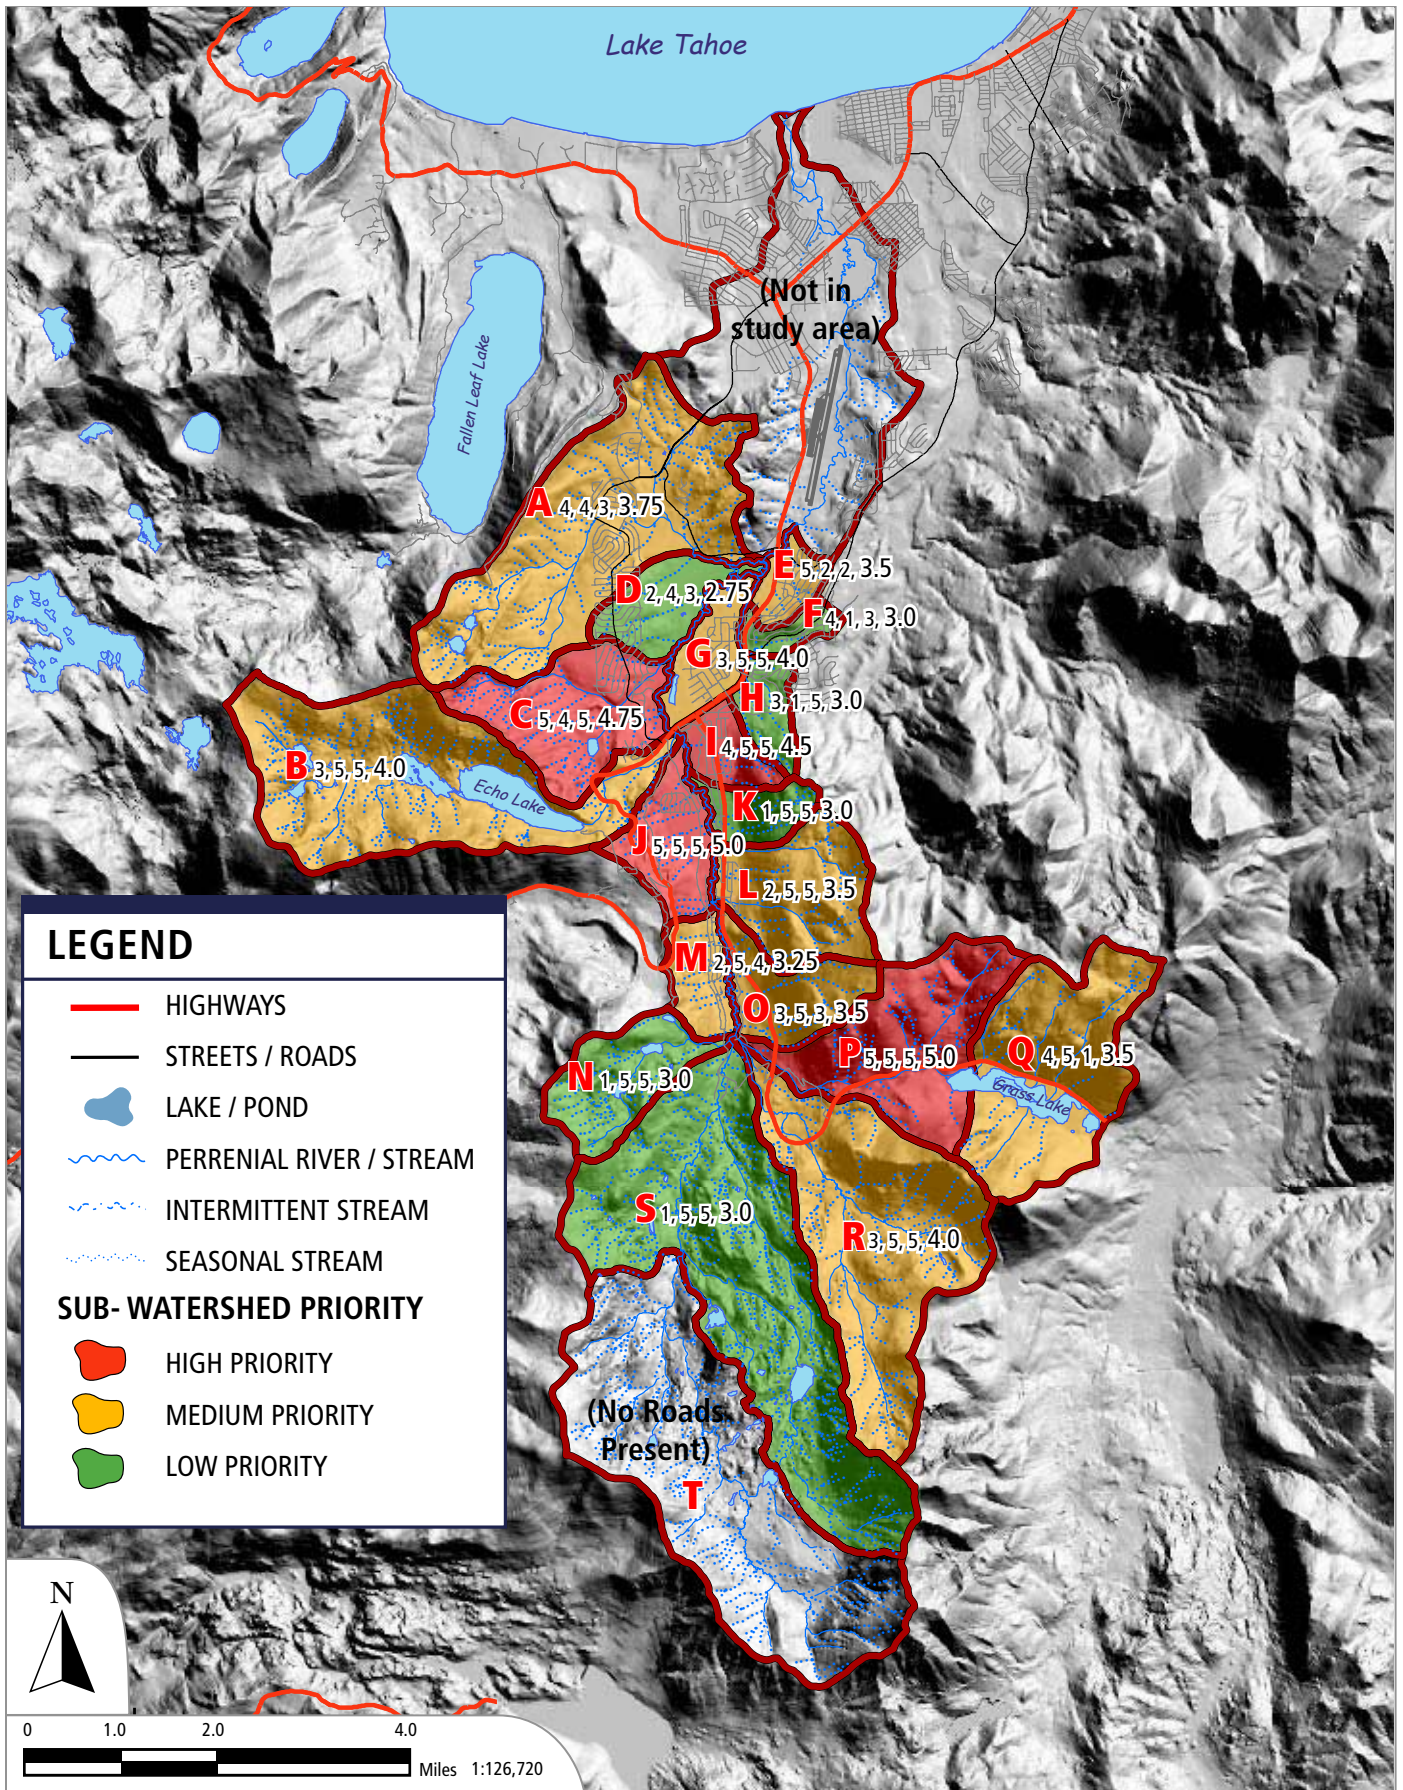 Lake Tahoe
(Not in
study area)
Fallen Leaf Lake
A 4, 4, 3, 3.75
E 5, 2, 2, 3.5
D 2, 4, 3, 2.75
F 4, 1, 3, 3.0
G 3, 5, 5, 4.0
H 3, 1, 5, 3.0
C 5, 4, 5, 4.75
I 4, 5, 5, 4.5
B 3, 5, 5, 4.0
Echo Lake
K 1, 5, 5, 3.0
J 5, 5, 5, 5.0
L 2, 5, 5, 3.5
M 2, 5, 4, 3.25
O 3, 5, 3, 3.5
P 5, 5, 5, 5.0
Q 4, 5, 1, 3.5
Grass Lake
N 1, 5, 5, 3.0
S 1, 5, 5, 3.0
R 3, 5, 5, 4.0
(No Roads
Present)
T
LEGEND
HIGHWAYS
STREETS / ROADS
LAKE / POND
PERRENIAL RIVER / STREAM
INTERMITTENT STREAM
SEASONAL STREAM
SUB- WATERSHED PRIORITY
HIGH PRIORITY
MEDIUM PRIORITY
LOW PRIORITY
N
0 1.0 2.0 4.0
Miles 1:126,720